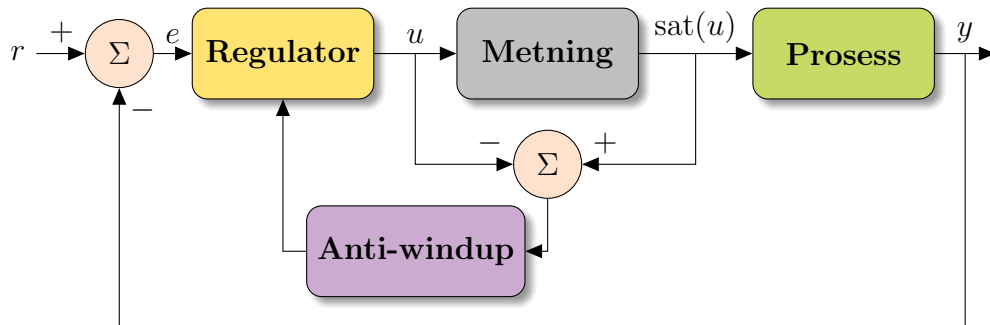 r + Σ e Regulator u Metning sat(u) Prosess y
−
− Σ +
Anti-windup